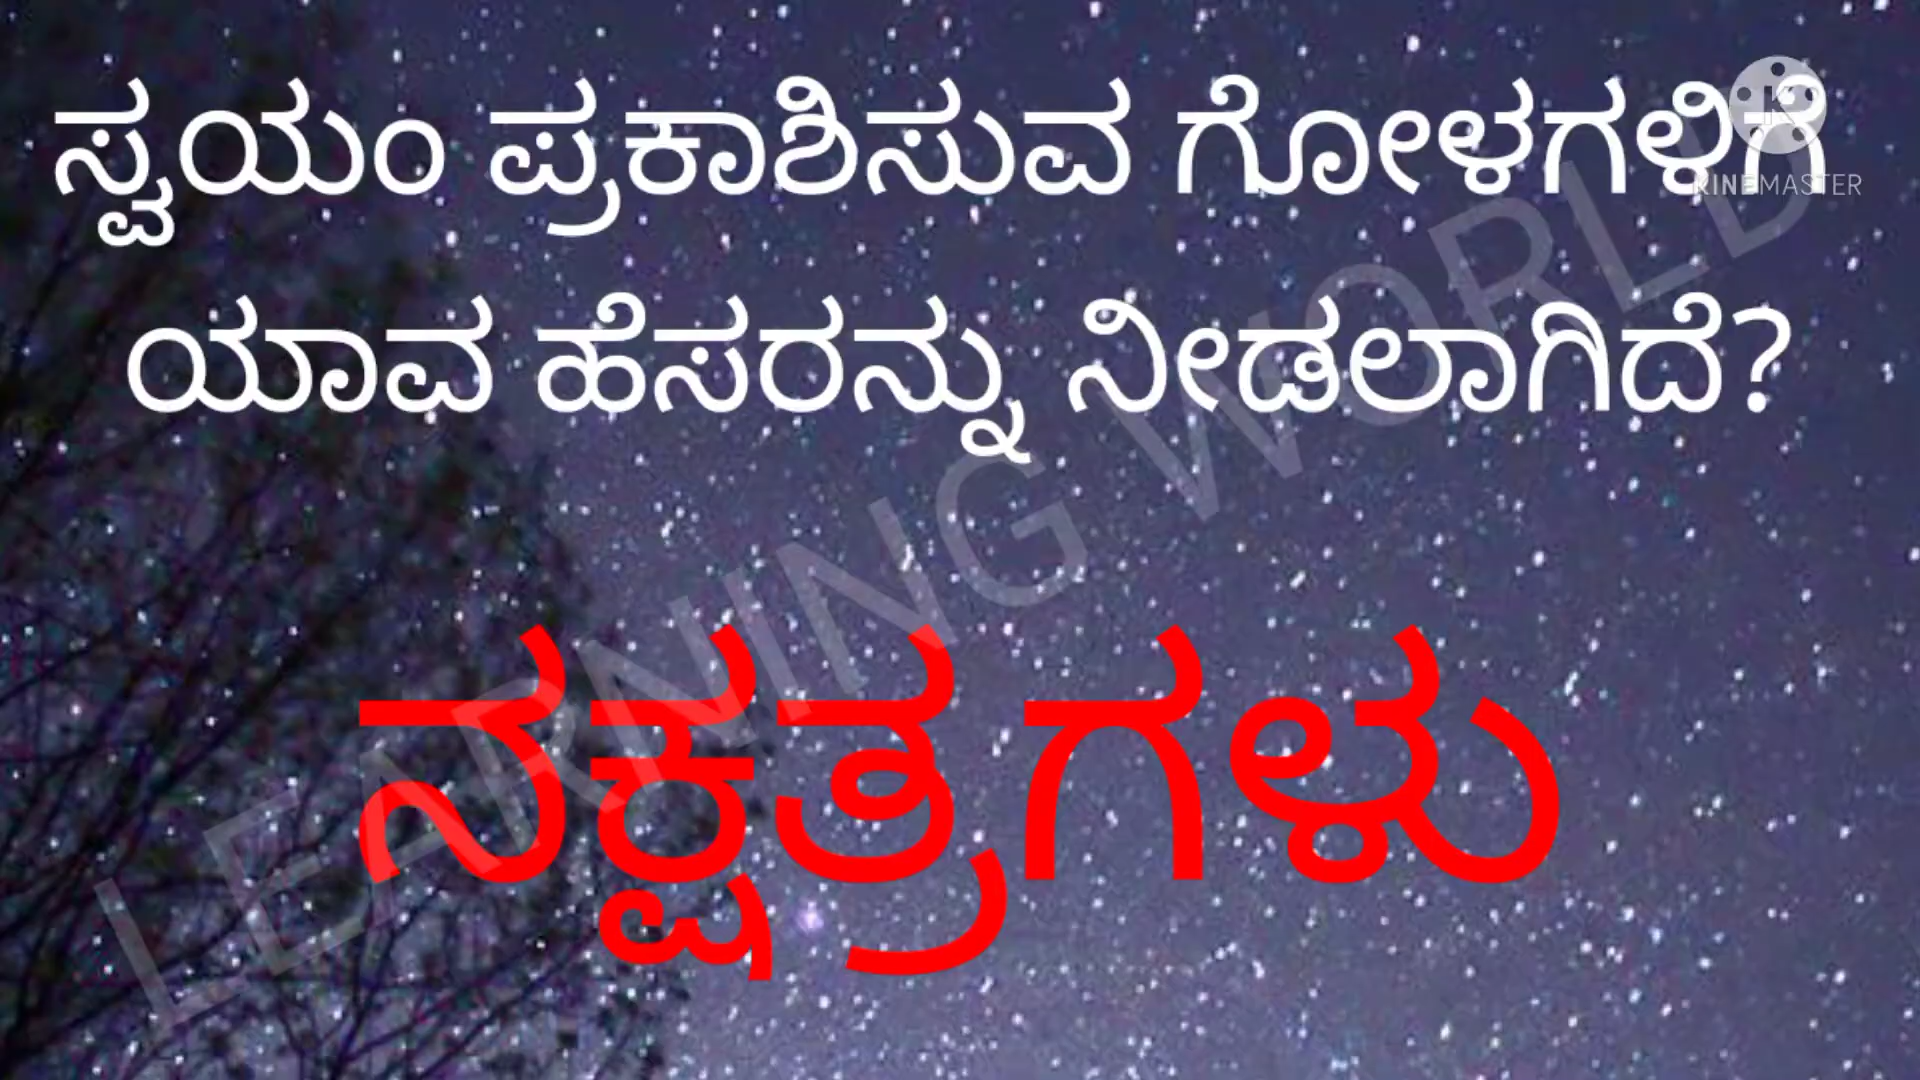 ಸ್ವಯಂ ಪ್ರಕಾಶಿಸುವ ಗೋಳಗಳಿಗೆ
KINEMASTER
ಯಾವ ಹೆಸರನ್ನು ನೀಡಲಾಗಿದೆ?
LEARNING WORLD
ನಕ್ಷತ್ರಗಳು